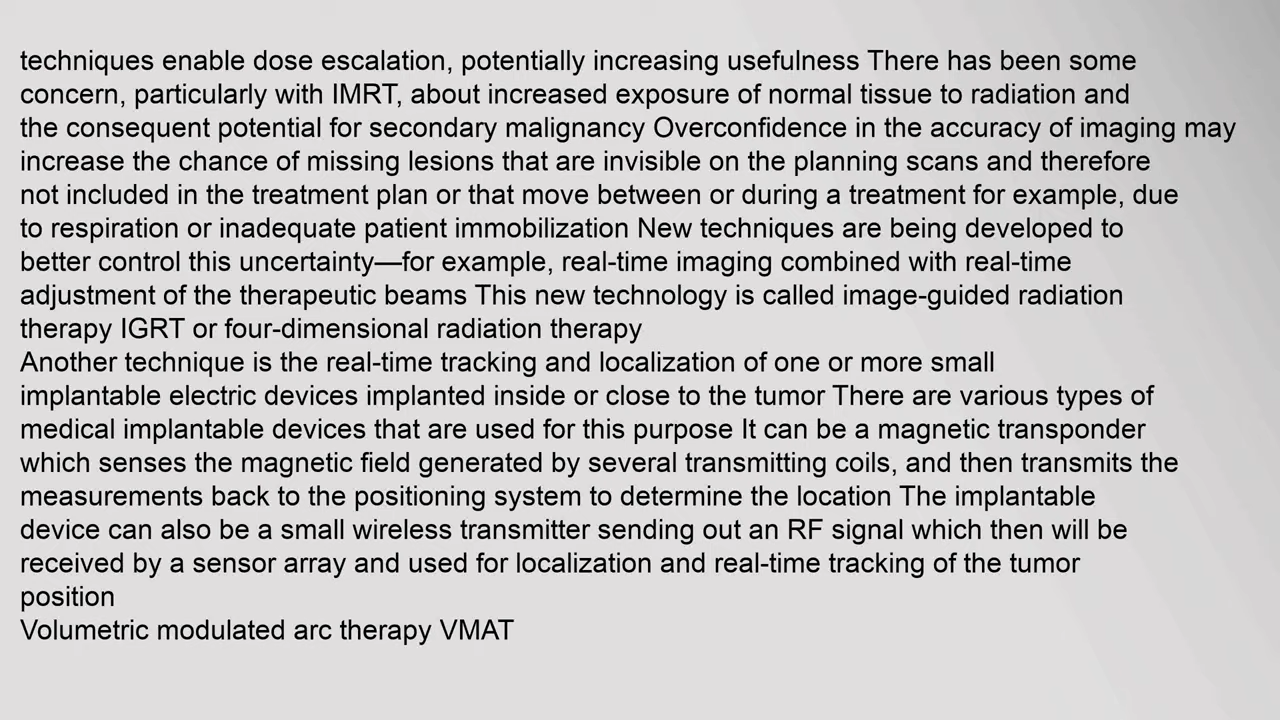 techniques enable dose escalation, potentially increasing usefulness There has been some
concern, particularly with IMRT, about increased exposure of normal tissue to radiation and
the consequent potential for secondary malignancy Overconfidence in the accuracy of imaging may
increase the chance of missing lesions that are invisible on the planning scans and therefore
not included in the treatment plan or that move between or during a treatment for example, due
to respiration or inadequate patient immobilization New techniques are being developed to
better control this uncertainty—for example, real-time imaging combined with real-time
adjustment of the therapeutic beams This new technology is called image-guided radiation
therapy IGRT or four-dimensional radiation therapy
Another technique is the real-time tracking and localization of one or more small
implantable electric devices implanted inside or close to the tumor There are various types of
medical implantable devices that are used for this purpose It can be a magnetic transponder
which senses the magnetic field generated by several transmitting coils, and then transmits the
measurements back to the positioning system to determine the location The implantable
device can also be a small wireless transmitter sending out an RF signal which then will be
received by a sensor array and used for localization and real-time tracking of the tumor
position
Volumetric modulated arc therapy VMAT